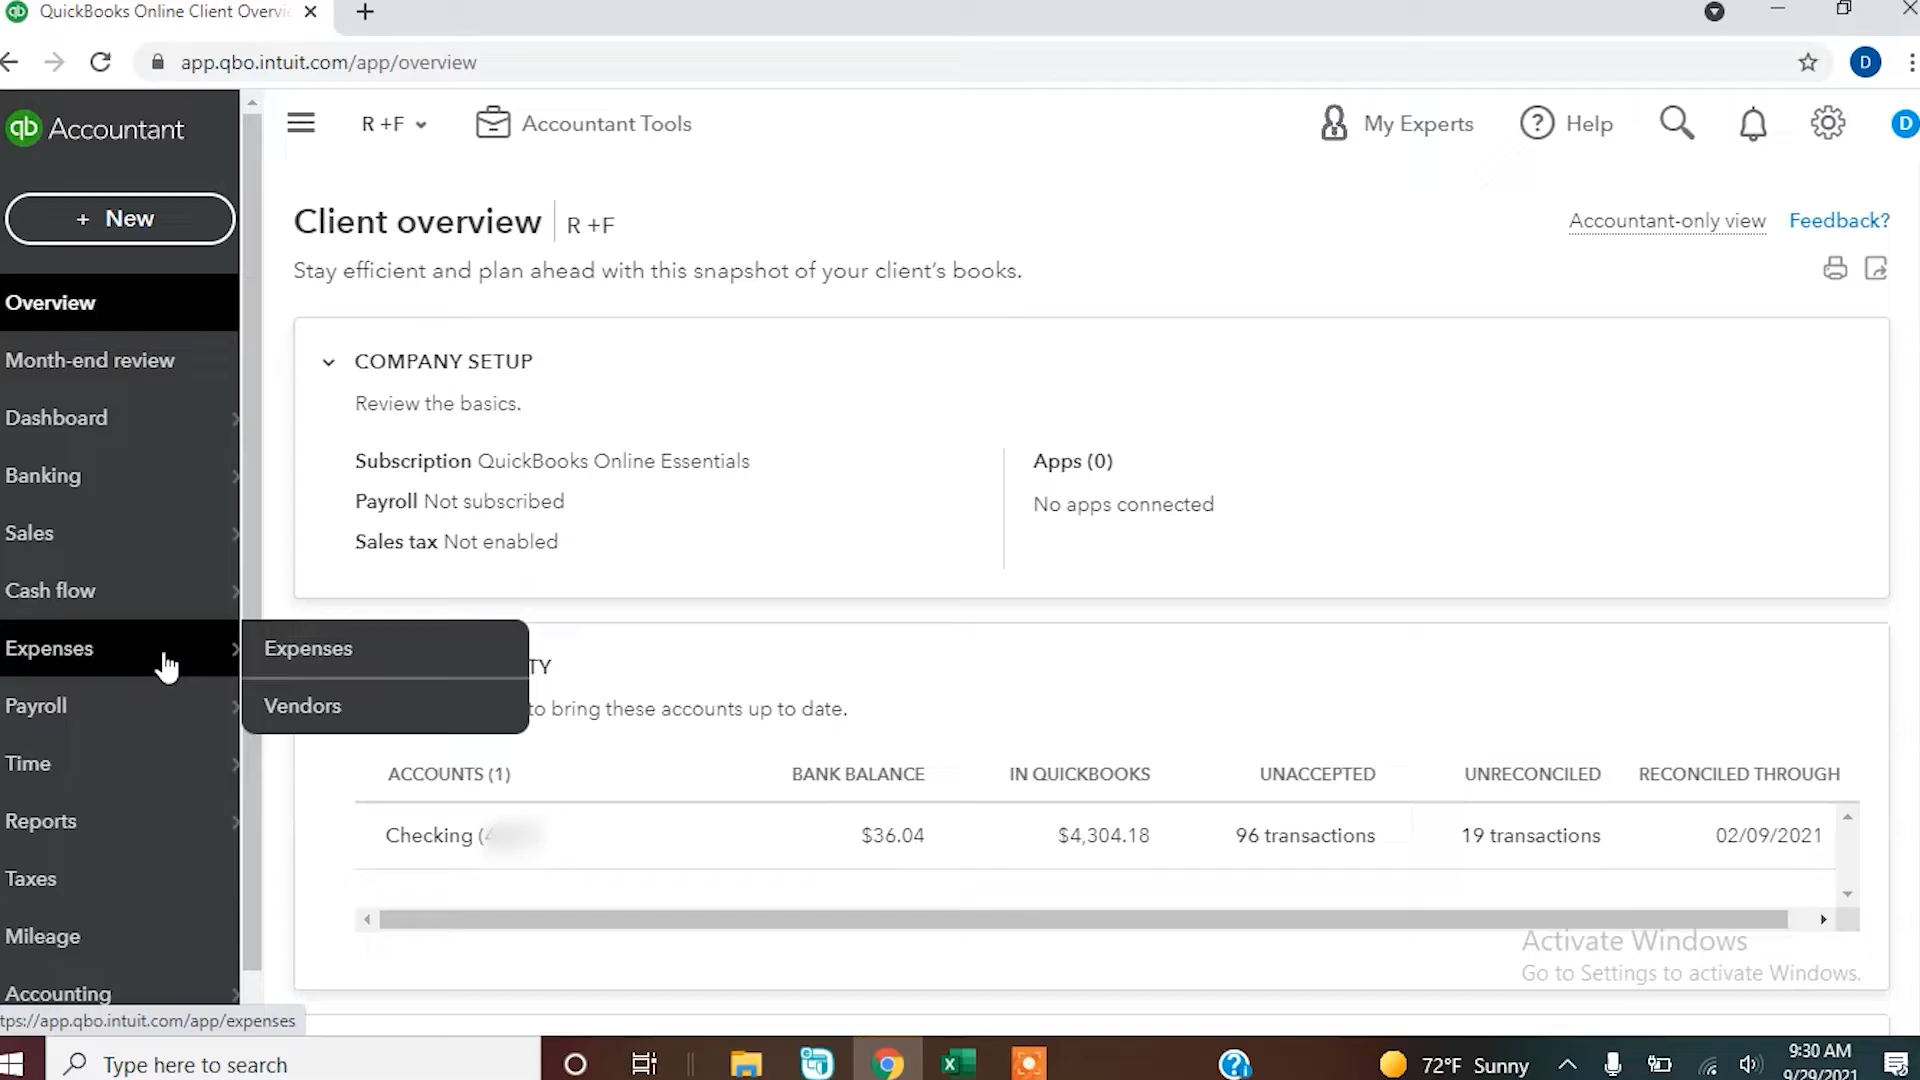 QuickBooks Online Client Overvi
app.qbo.intuit.com/app/overview
D
qb Accountant
R +F
Accountant Tools
My Experts
? Help
D
+ New
Client overview
R +F
Accountant-only view
Feedback?
Stay efficient and plan ahead with this snapshot of your client's books.
Overview
Month-end review
Dashboard
Banking
Sales
Cash flow
Expenses
Payroll
Time
Reports
Taxes
Mileage
Accounting
COMPANY SETUP
Review the basics.
Subscription QuickBooks Online Essentials
Payroll Not subscribed
Sales tax Not enabled
Apps (0)
No apps connected
Expenses
Vendors
TY
to bring these accounts up to date.
ACCOUNTS (1) BANK BALANCE IN QUICKBOOKS UNACCEPTED UNRECONCILED RECONCILED THROUGH
Checking ( $36.04 $4,304.18 96 transactions 19 transactions 02/09/2021
Activate Windows
Go to Settings to activate Windows.
tps://app.qbo.intuit.com/app/expenses
Type here to search
72°F Sunny
9:30 AM
9/29/2021